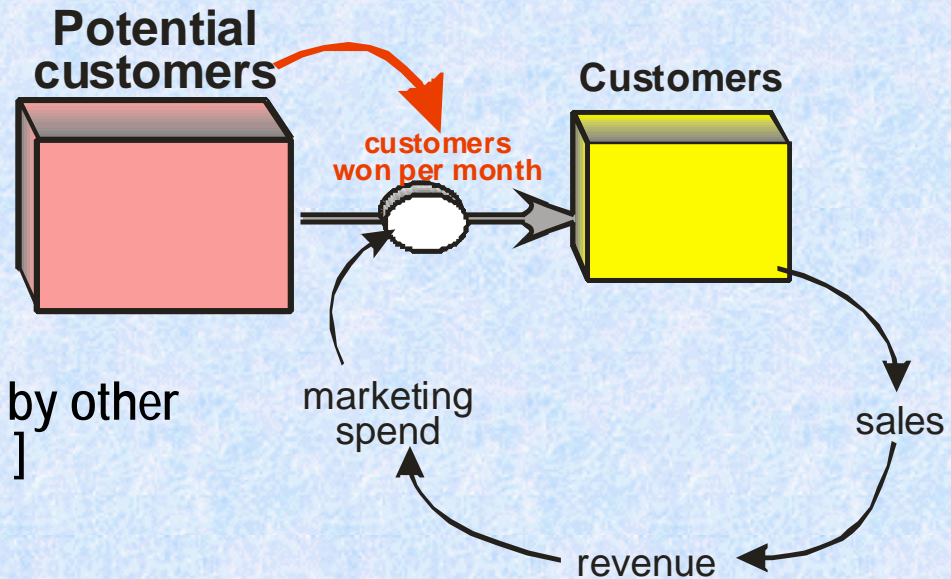 Potential
customers
Customers
customers
won per month
by other
]
marketing
spend
sales
revenue